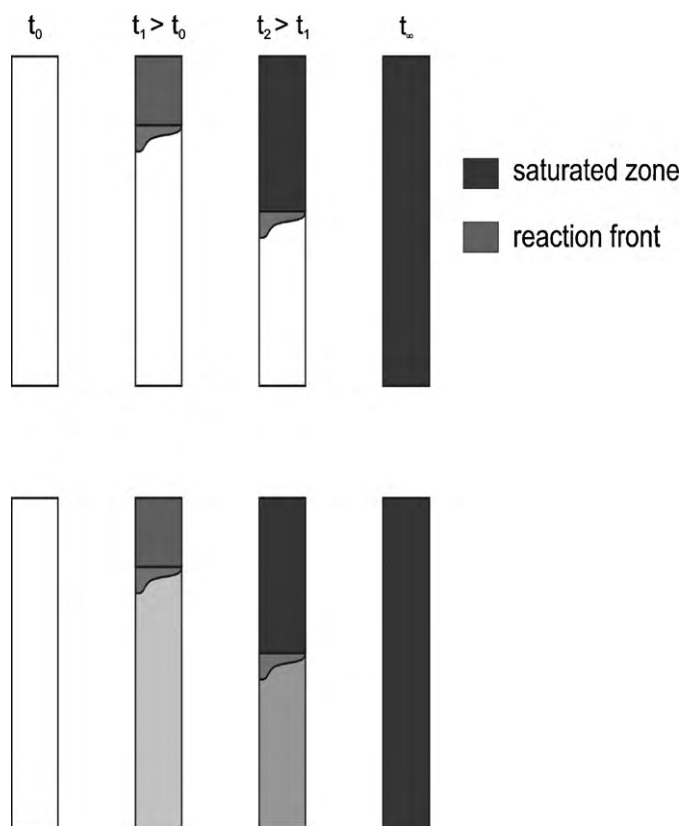 t₀ t₁ > t₀ t₂ > t₁ t∞
saturated zone
reaction front